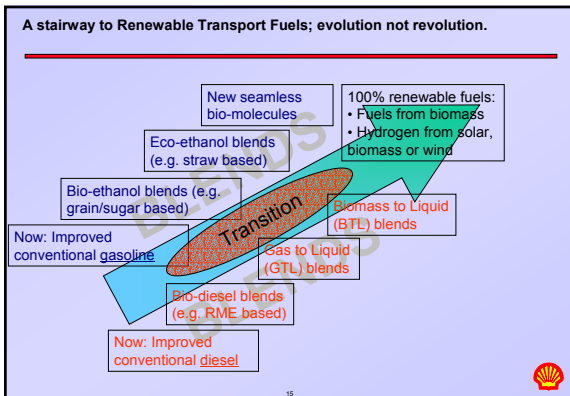 A stairway to Renewable Transport Fuels; evolution not revolution.
New seamless
bio-molecules
100% renewable fuels:
• Fuels from biomass
• Hydrogen from solar,
biomass or wind
Eco-ethanol blends
(e.g. straw based)
Bio-ethanol blends (e.g.
grain/sugar based)
BLENDS
Transition
Biomass to Liquid
(BTL) blends
Now: Improved
conventional gasoline
Gas to Liquid
(GTL) blends
BLENDS
Bio-diesel blends
(e.g. RME based)
Now: Improved
conventional diesel
15